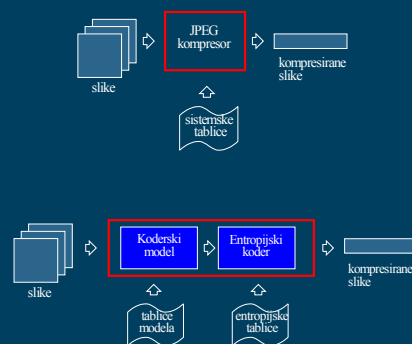 JPEG
kompresor
slike
kompresirane
slike
sistemske
tablice
Koderski
model
Entropijski
koder
slike
kompresirane
slike
tablice
modela
entropijske
tablice